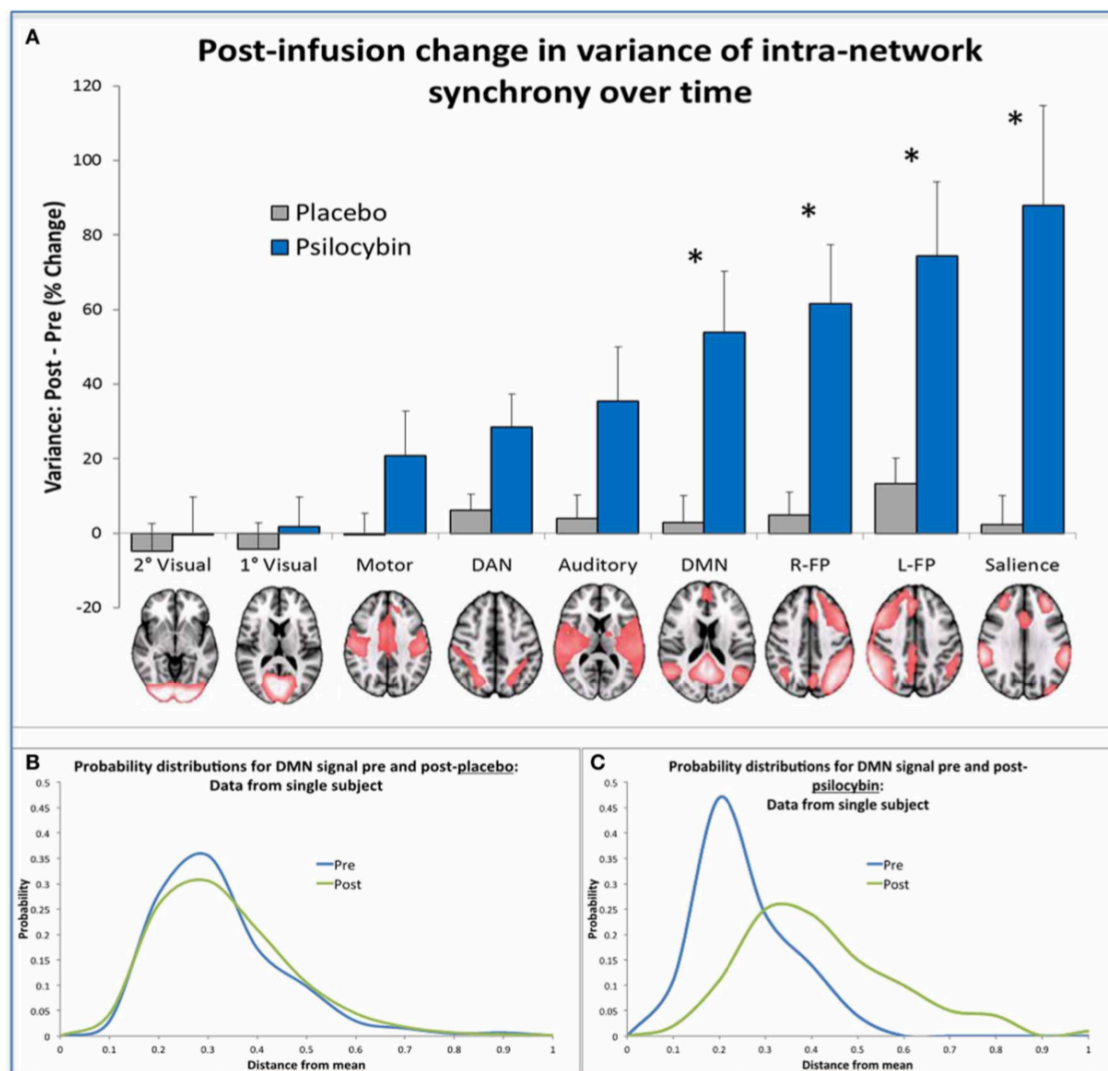 A
Post-infusion change in variance of intra-network
synchrony over time
Variance: Post - Pre (% Change)
120
100
80
60
40
20
0
-20
* * * *
Placebo
Psilocybin
2° Visual 1° Visual Motor DAN Auditory DMN R-FP L-FP Salience
B
Probability distributions for DMN signal pre and post-placebo:
Data from single subject
Probability
0.5
0.45
0.4
0.35
0.3
0.25
0.2
0.15
0.1
0.05
0
Pre
Post
0 0.1 0.2 0.3 0.4 0.5 0.6 0.7 0.8 0.9 1
Distance from mean
C
Probability distributions for DMN signal pre and post-
psilocybin:
Data from single subject
Probability
0.5
0.45
0.4
0.35
0.3
0.25
0.2
0.15
0.1
0.05
0
Pre
Post
0 0.1 0.2 0.3 0.4 0.5 0.6 0.7 0.8 0.9 1
Distance from mean